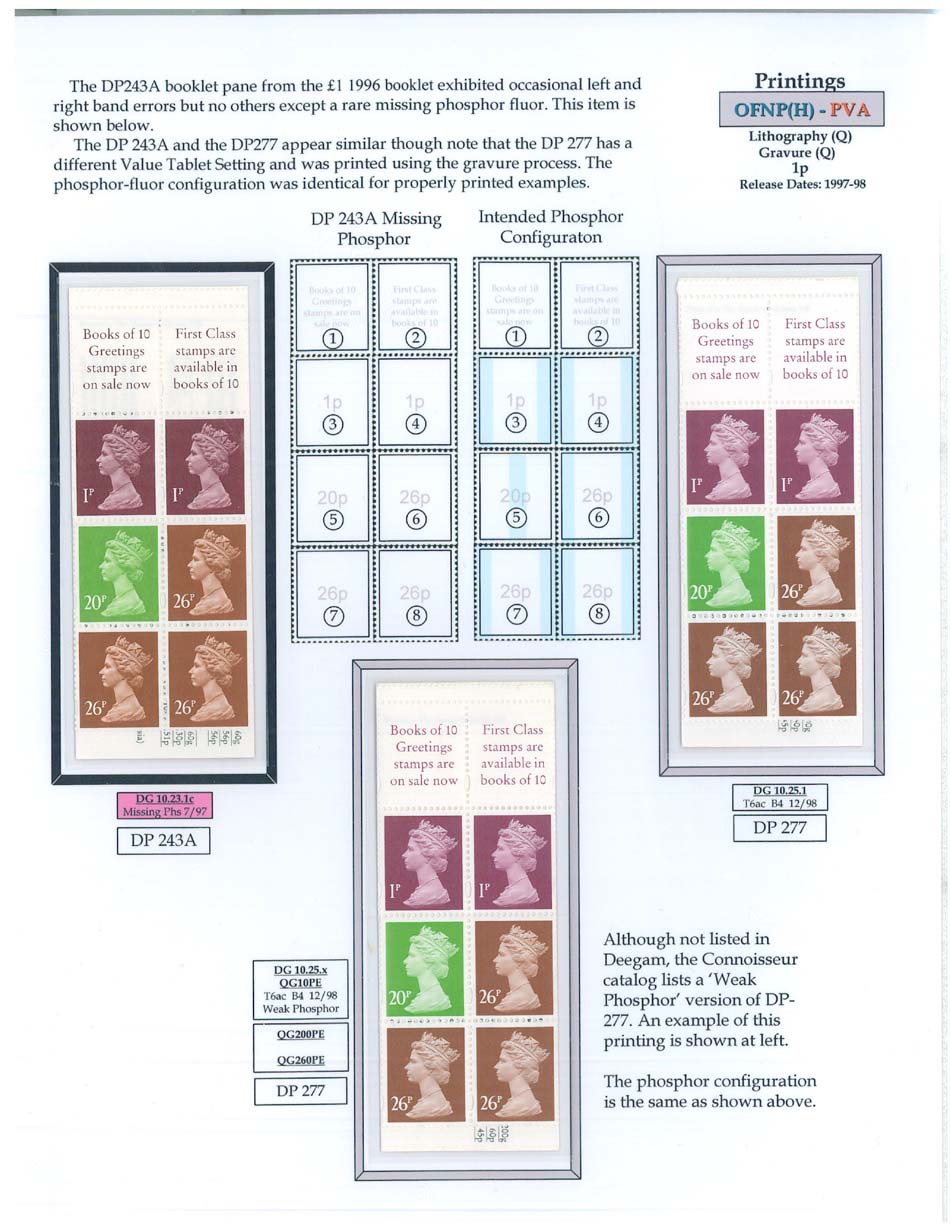 The DP243A booklet pane from the £1 1996 booklet exhibited occasional left and
right band errors but no others except a rare missing phosphor fluor. This item is
shown below.
The DP 243A and the DP277 appear similar though note that the DP 277 has a
different Value Tablet Setting and was printed using the gravure process. The
phosphor-fluor configuration was identical for properly printed examples.
Printings
OFNP(H) - PVA
Lithography (Q)
Gravure (Q)
1p
Release Dates: 1997-98
DP 243A Missing
Phosphor
Intended Phosphor
Configuraton
Books of 10
Greetings
stamps are
on sale now
First Class
stamps are
available in
books of 10
1P
1P
20P
26P
26P
26P
60g
30p
51p
60g
36p
56p
DG 10.23.1c
Missing Phs 7/97
DP 243A
Books of 10
Greetings
stamps are on
sale now
1
First Class
stamps are
available in
books of 10
2
1p
3
1p
4
20p
5
26p
6
26p
7
26p
8
Books of 10
Greetings
stamps are on
sale now
1
First Class
stamps are
available in
books of 10
2
1p
3
1p
4
20p
5
26p
6
26p
7
26p
8
Books of 10
Greetings
stamps are
on sale now
First Class
stamps are
available in
books of 10
1P
1P
20P
26P
26P
26P
DG 10.25.1
T6ac B4 12/98
DP 277
Books of 10
Greetings
stamps are
on sale now
First Class
stamps are
available in
books of 10
1P
1P
20P
26P
26P
26P
100g
60p
45p
DG 10.25.x
QG10PE
T6ac B4 12/98
Weak Phosphor
QG200PE
QG260PE
DP 277
Although not listed in
Deegam, the Connoisseur
catalog lists a ‘Weak
Phosphor’ version of DP-
277. An example of this
printing is shown at left.
The phosphor configuration
is the same as shown above.